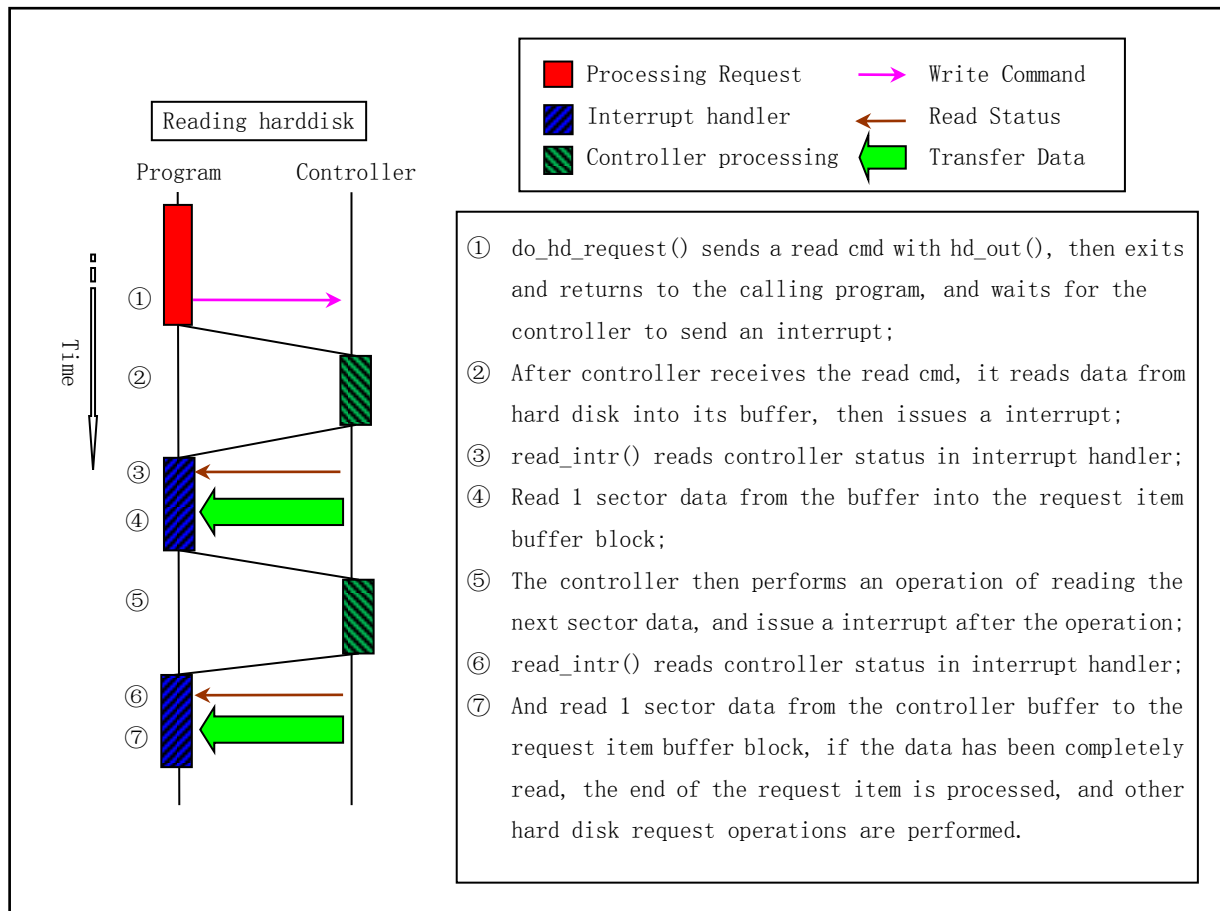 Processing Request
Write Command
Interrupt handler
Read Status
Controller processing
Transfer Data
Reading harddisk
Program
Controller
Time
①
②
③
④
⑤
⑥
⑦
① do_hd_request() sends a read cmd with hd_out(), then exits
and returns to the calling program, and waits for the
controller to send an interrupt;
② After controller receives the read cmd, it reads data from
hard disk into its buffer, then issues a interrupt;
③ read_intr() reads controller status in interrupt handler;
④ Read 1 sector data from the buffer into the request item
buffer block;
⑤ The controller then performs an operation of reading the
next sector data, and issue a interrupt after the operation;
⑥ read_intr() reads controller status in interrupt handler;
⑦ And read 1 sector data from the controller buffer to the
request item buffer block, if the data has been completely
read, the end of the request item is processed, and other
hard disk request operations are performed.